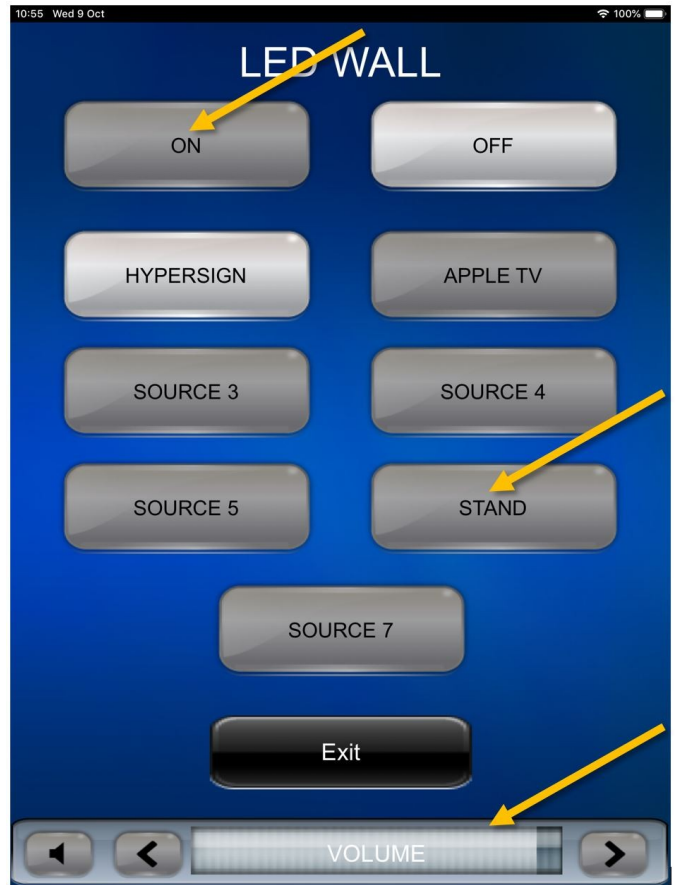 10:55 Wed 9 Oct 100%
LED WALL
ON OFF
HYPERSIGN APPLE TV
SOURCE 3 SOURCE 4
SOURCE 5 STAND
SOURCE 7
Exit
VOLUME